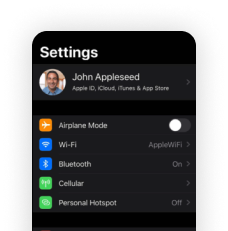 Settings
John Appleseed
Apple ID, iCloud, iTunes & App Store
Airplane Mode
Wi-Fi AppleWiFi
Bluetooth On
Cellular
Personal Hotspot Off